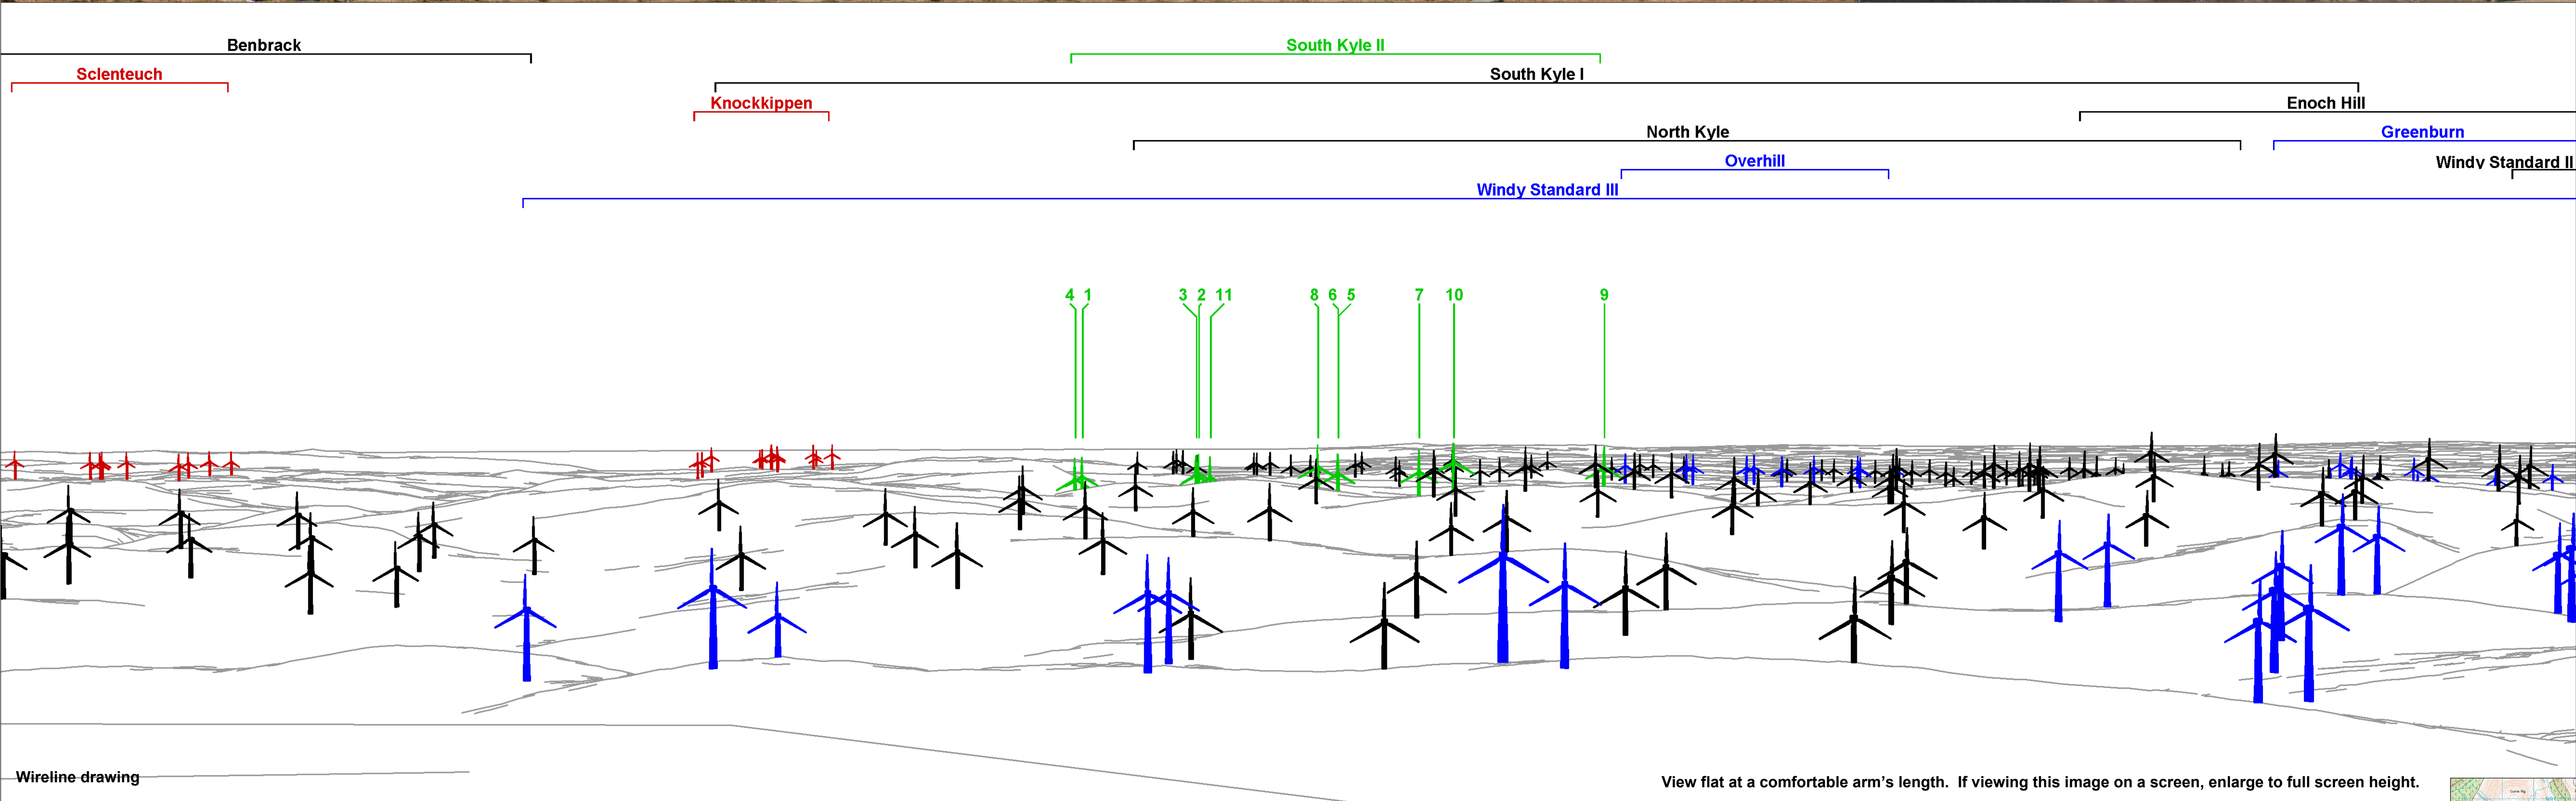 Benbrack
South Kyle II
Sclenteuch
South Kyle I
Knockkippen
Enoch Hill
North Kyle
Greenburn
Overhill
Windy Standard II
Windy Standard III
4 1 3 2 11 8 6 5 7 10 9
Wireline drawing
View flat at a comfortable arm's length. If viewing this image on a screen, enlarge to full screen height.